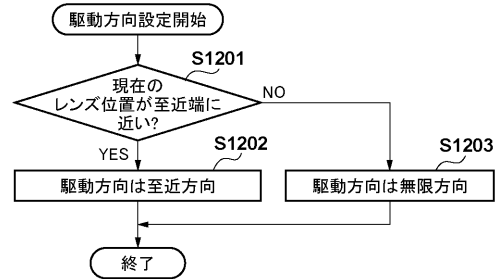 駆動方向設定開始
S1201
現在の
レンズ位置が至近端に
近い?
NO
YES
S1202
S1203
駆動方向は至近方向
駆動方向は無限方向
終了